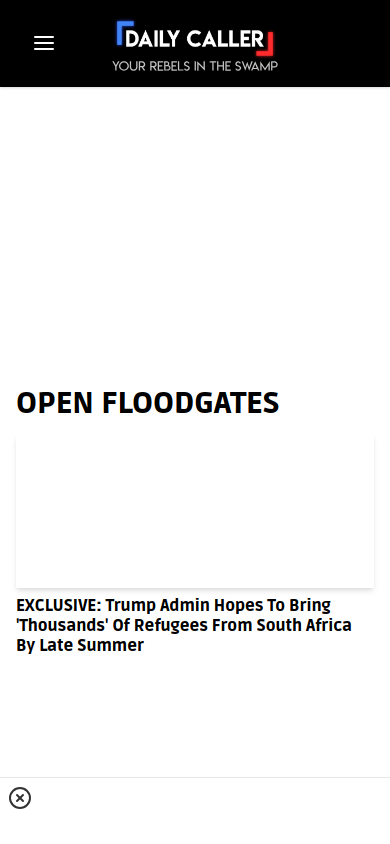 DAILY CALLER
YOUR REBELS IN THE SWAMP
OPEN FLOODGATES
EXCLUSIVE: Trump Admin Hopes To Bring
'Thousands' Of Refugees From South Africa
By Late Summer